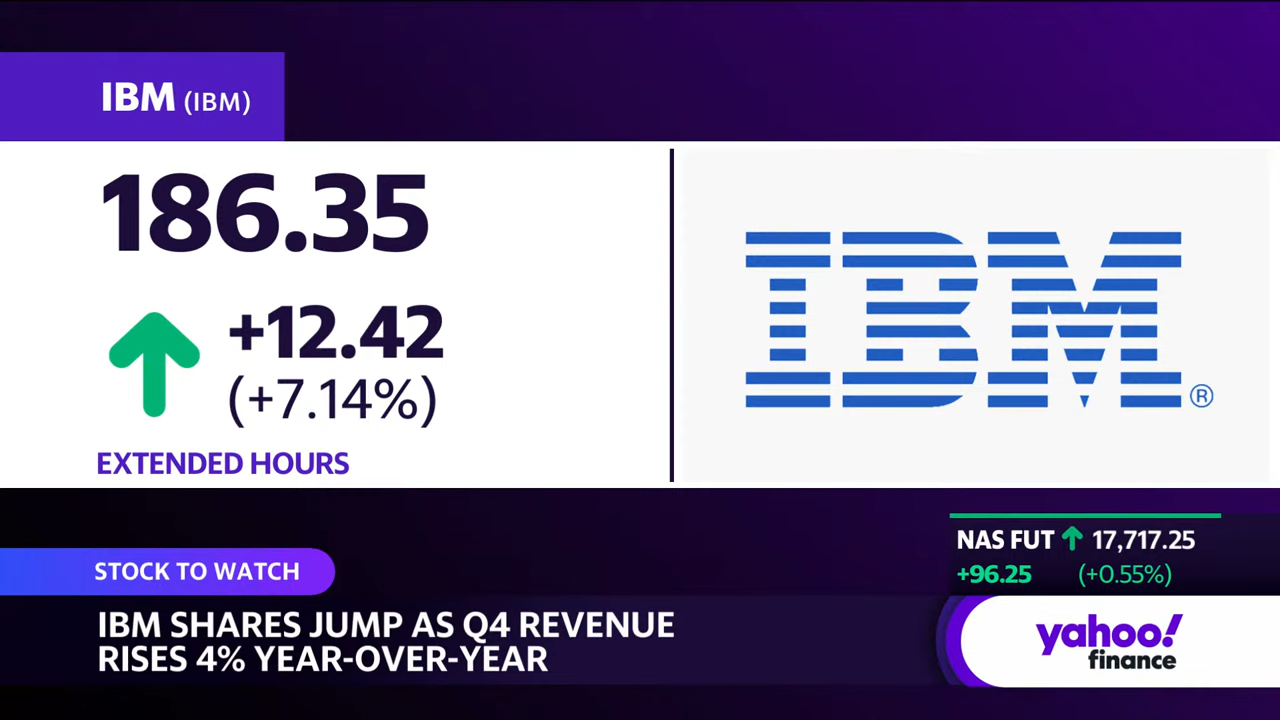 IBM (IBM)
186.35
+12.42
(+7.14%)
EXTENDED HOURS
IBM®
NAS FUT 17,717.25
+96.25 (+0.55%)
STOCK TO WATCH
IBM SHARES JUMP AS Q4 REVENUE
RISES 4% YEAR-OVER-YEAR
yahoo!
finance